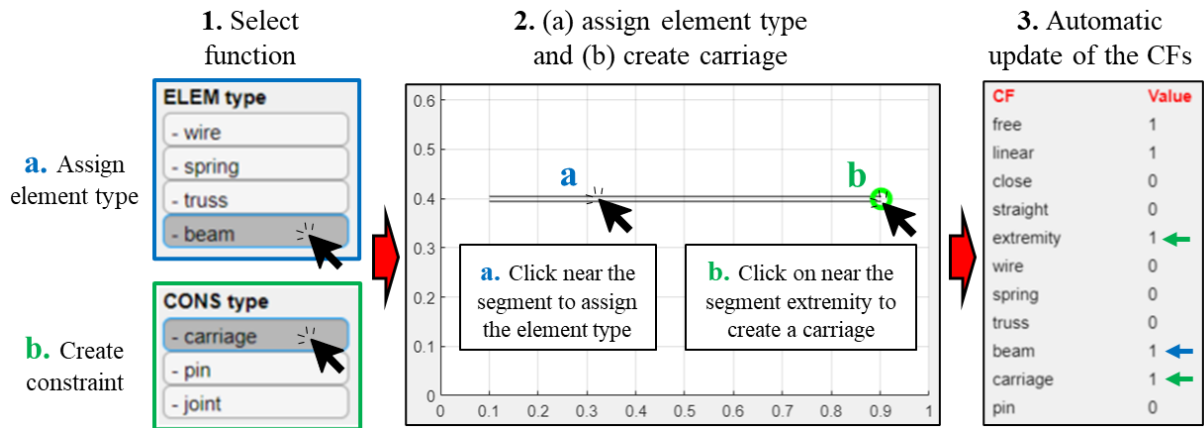 1. Select
function
2. (a) assign element type
and (b) create carriage
3. Automatic
update of the CFs
a. Assign
element type
ELEM type
- wire
- spring
- truss
- beam
b. Create
constraint
CONS type
- carriage
- pin
- joint
0.6
0.5
0.4
0.3
0.2
0.1
0
0 0.1 0.2 0.3 0.4 0.5 0.6 0.7 0.8 0.9 1
a
b
a. Click near the
segment to assign
the element type
b. Click on near the
segment extremity to
create a carriage
CF Value
free 1
linear 1
close 0
straight 0
extremity 1
wire 0
spring 0
truss 0
beam 1
carriage 1
pin 0